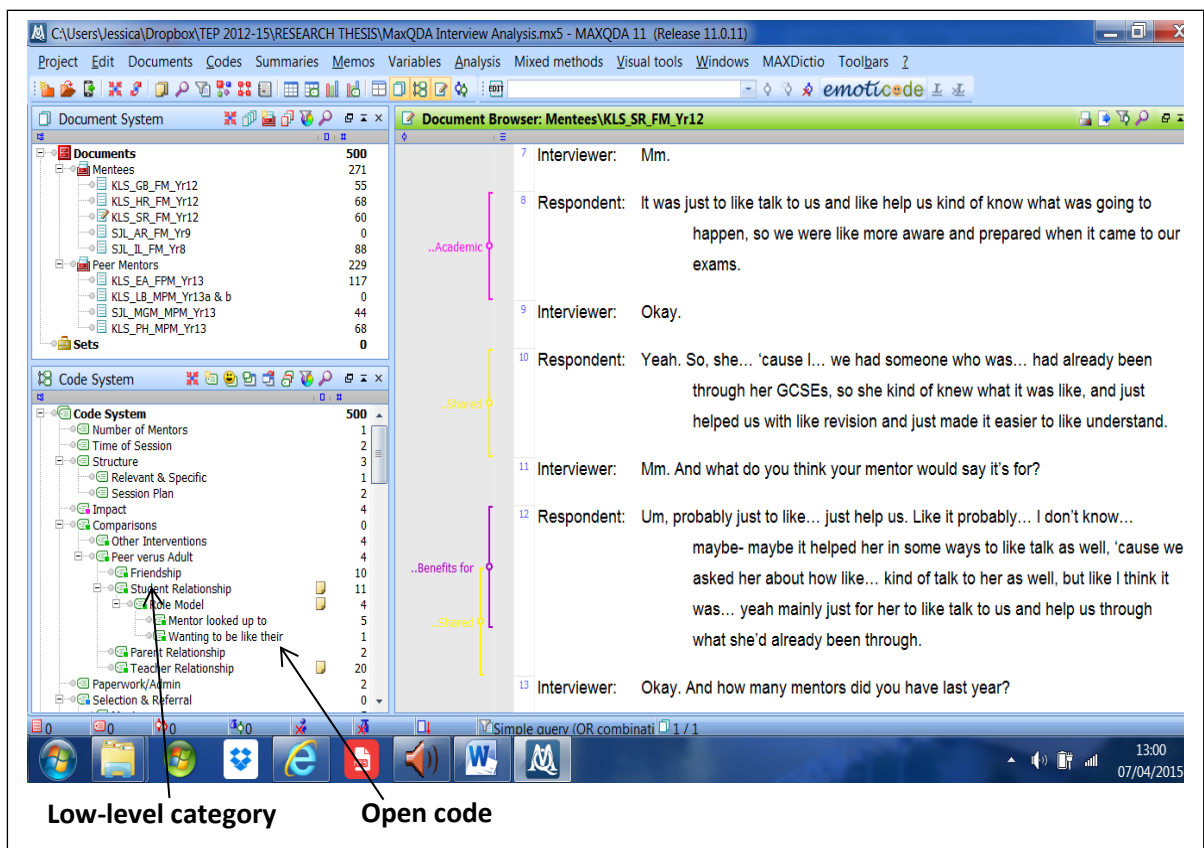 C:\Users\Jessica\Dropbox\TEP 2012-15\RESEARCH THESIS\MaxQDA Interview Analysis.mx5 - MAXQDA 11 (Release 11.0.11)
Project Edit Documents Codes Summaries Memos Variables Analysis Mixed methods Visual tools Windows MAXDictio Toolbars ?
EDIT
emoticode
Document System
Documents 500
Mentees 271
KLS_GB_FM_Yr12 55
KLS_HR_FM_Yr12 68
KLS_SR_FM_Yr12 60
SJL_AR_FM_Yr9 0
SJL_IL_FM_Yr8 88
Peer Mentors 229
KLS_EA_FPM_Yr13 117
KLS_LB_MPM_Yr13a & b 0
SJL_MGM_MPM_Yr13 44
KLS_PH_MPM_Yr13 68
Sets 0
Code System
Code System 500
Number of Mentors 1
Time of Session 2
Structure 3
Relevant & Specific 1
Session Plan 2
Impact 4
Comparisons 0
Other Interventions 4
Peer verus Adult 4
Friendship 10
Student Relationship 11
Role Model 4
Mentor looked up to 5
Wanting to be like their 1
Parent Relationship 2
Teacher Relationship 20
Paperwork/Admin 2
Selection & Referral 0
Document Browser: Mentees\KLS_SR_FM_Yr12
7 Interviewer: Mm.
8 Respondent: It was just to like talk to us and like help us kind of know what was going to
happen, so we were like more aware and prepared when it came to our
..Academic
exams.
9 Interviewer: Okay.
10 Respondent: Yeah. So, she… ‘cause I… we had someone who was… had already been
through her GCSEs, so she kind of knew what it was like, and just
..Shared
helped us with like revision and just made it easier to like understand.
11 Interviewer: Mm. And what do you think your mentor would say it's for?
12 Respondent: Um, probably just to like… just help us. Like it probably… I don't know…
maybe- maybe it helped her in some ways to like talk as well, ‘cause we
..Benefits for
asked her about how like… kind of talk to her as well, but like I think it
was… yeah mainly just for her to like talk to us and help us through
..Shared
what she'd already been through.
13 Interviewer: Okay. And how many mentors did you have last year?
0 0 0 0 Simple query (OR combinati 1 / 1
13:00
07/04/2015
Low-level category Open code